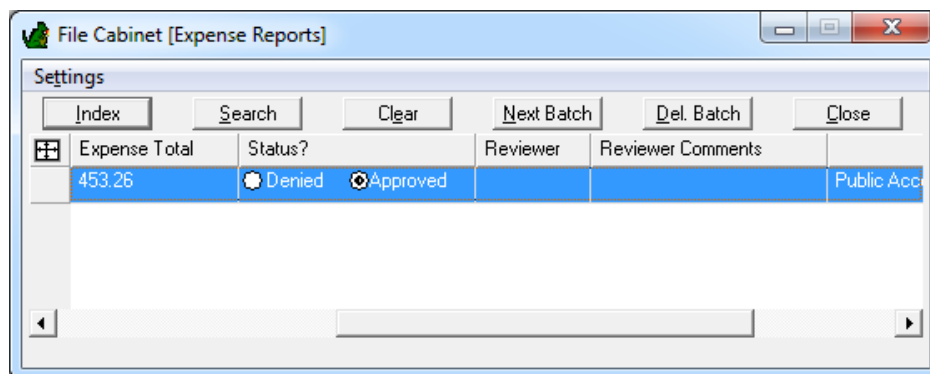 File Cabinet [Expense Reports]
Settings
Index Search Clear Next Batch Del. Batch Close
Expense Total Status? Reviewer Reviewer Comments
453.26 Denied Approved Public Acc